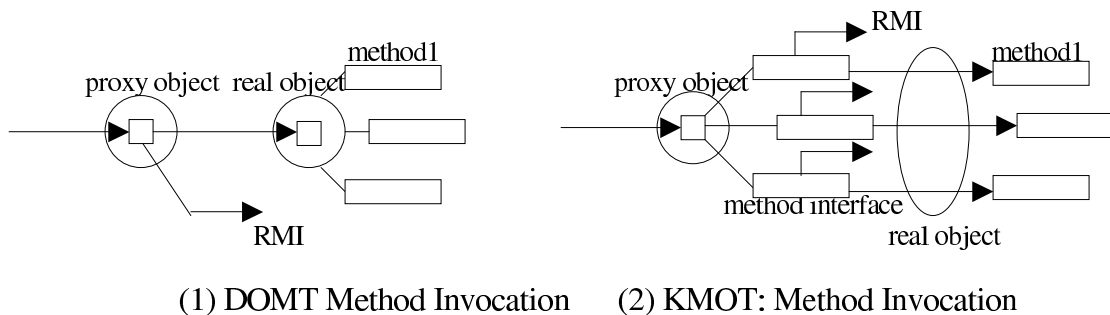 method1
proxy object
real object
RMI
(1) DOMT Method Invocation
RMI
method1
proxy object
method interface
real object
(2) KMOT: Method Invocation